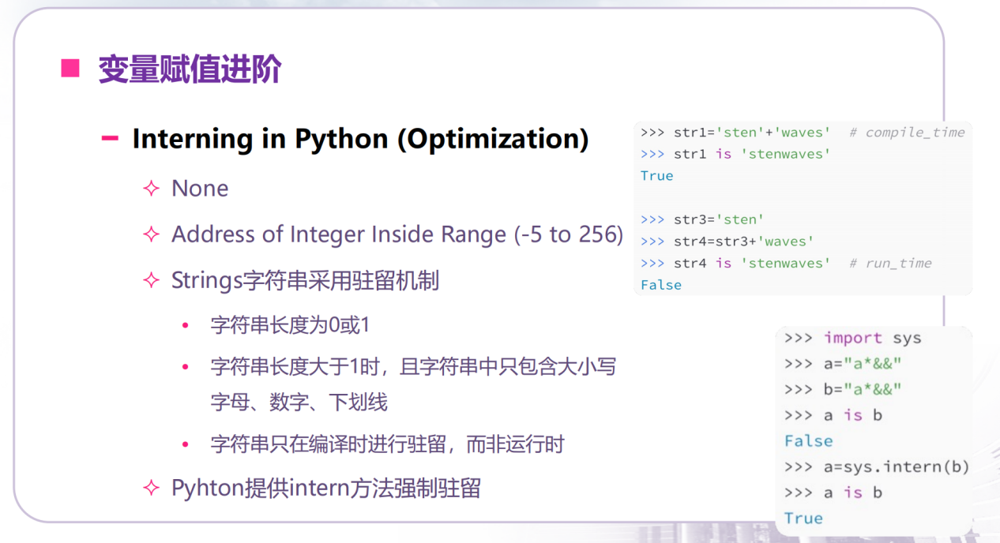 变量赋值进阶
Interning in Python (Optimization)
None
Address of Integer Inside Range (-5 to 256)
Strings字符串采用驻留机制
字符串长度为0或1
字符串长度大于1时，且字符串中只包含大小写
字母、数字、下划线
字符串只在编译时进行驻留，而非运行时
Pyhton提供intern方法强制驻留
>>> str1='sten'+'waves'  # compile_time
>>> str1 is 'stenwaves'
True
>>> str3='sten'
>>> str4=str3+'waves'
>>> str4 is 'stenwaves'  # run_time
False
>>> import sys
>>> a="a*&&"
>>> b="a*&&"
>>> a is b
False
>>> a=sys.intern(b)
>>> a is b
True